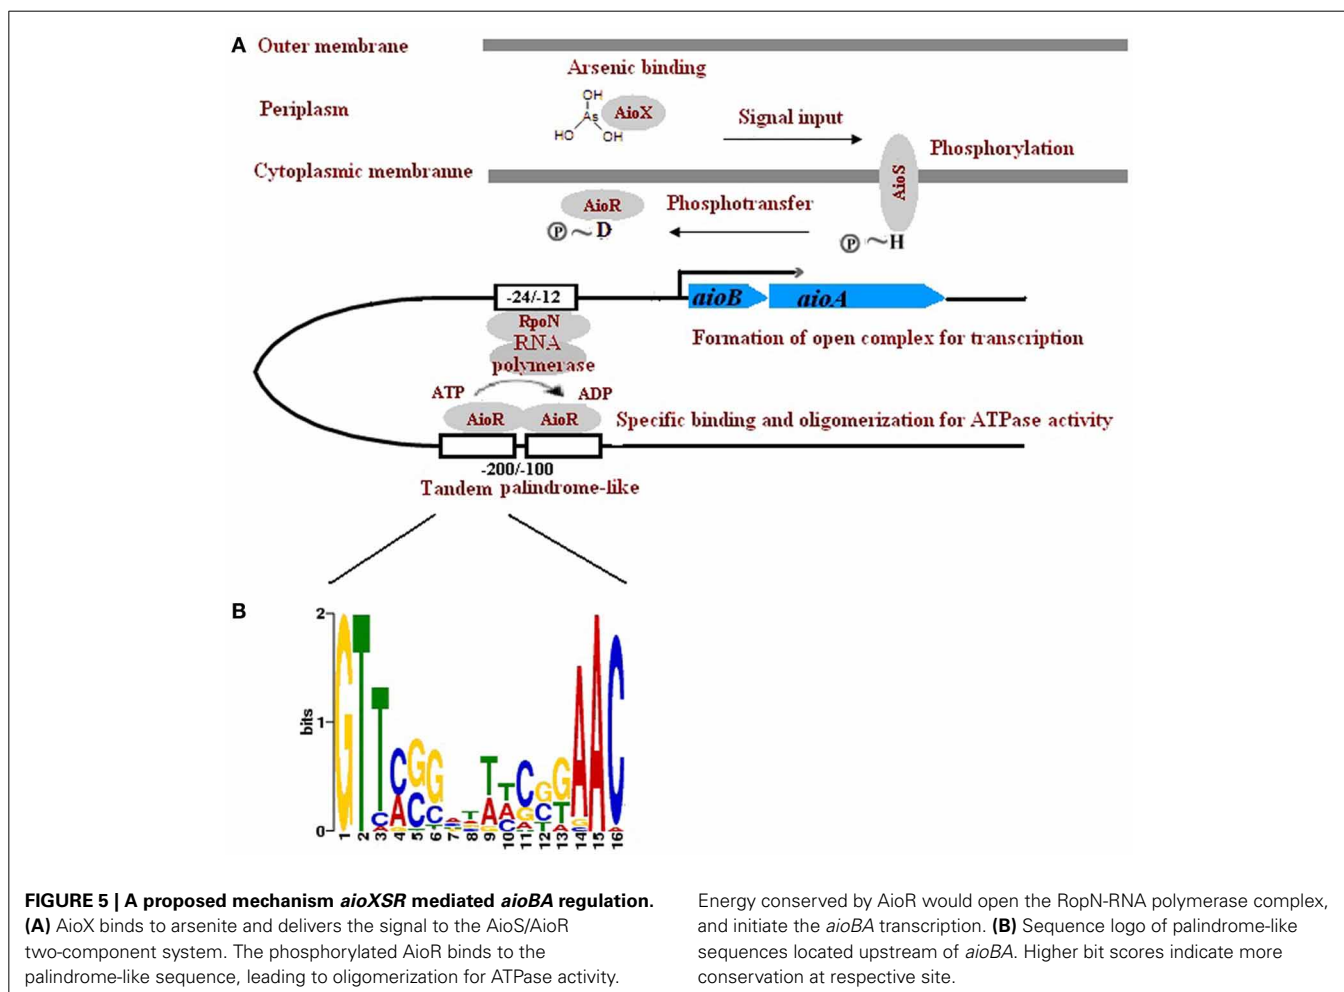 A Outer membrane
Arsenic binding
OH
As AioX
HO OH
Periplasm
Signal input
Phosphorylation
Cytoplasmic membranne
AioS
AioR
Phosphotransfer
P ~ D
P ~H
-24/-12
aioB aioA
RpoN
RNA
polymerase
Formation of open complex for transcription
ATP ADP
AioR AioR
Specific binding and oligomerization for ATPase activity
-200/-100
Tandem palindrome-like
B
2
bits
1
0
1 2 3 4 5 6 7 8 9 10 11 12 13 14 15 16
FIGURE 5 | A proposed mechanism aioXSR mediated aioBA regulation.
(A) AioX binds to arsenite and delivers the signal to the AioS/AioR
two-component system. The phosphorylated AioR binds to the
palindrome-like sequence, leading to oligomerization for ATPase activity.
Energy conserved by AioR would open the RopN-RNA polymerase complex,
and initiate the aioBA transcription. (B) Sequence logo of palindrome-like
sequences located upstream of aioBA. Higher bit scores indicate more
conservation at respective site.